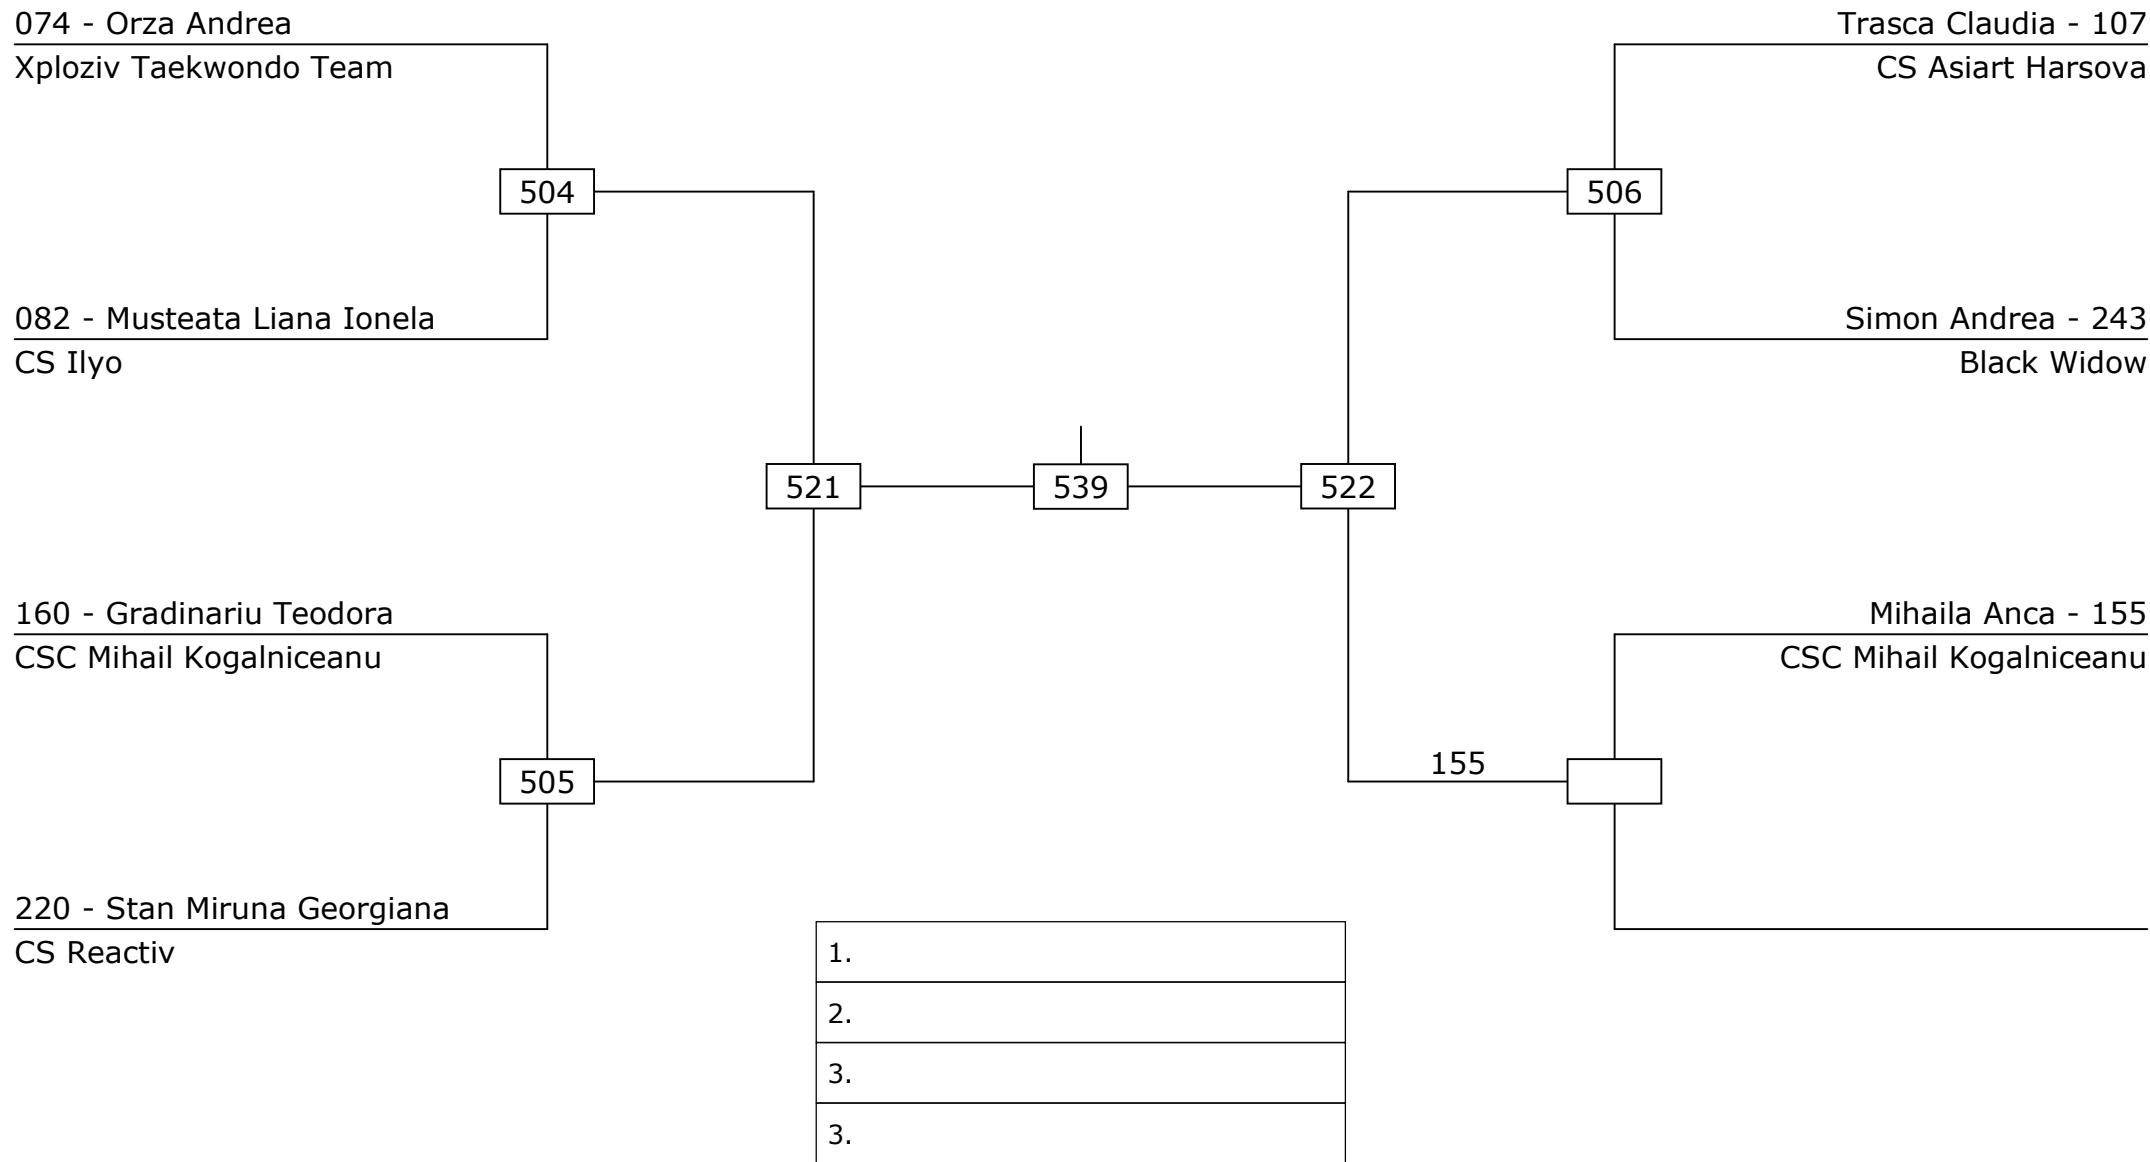 074 - Orza Andrea
Xploziv Taekwondo Team
504
082 - Musteata Liana Ionela
CS Ilyo
521
160 - Gradinariu Teodora
CSC Mihail Kogalniceanu
505
220 - Stan Miruna Georgiana
CS Reactiv
539
Trasca Claudia - 107
CS Asiart Harsova
506
Simon Andrea - 243
Black Widow
522
Mihaila Anca - 155
CSC Mihail Kogalniceanu
155
1.
2.
3.
3.